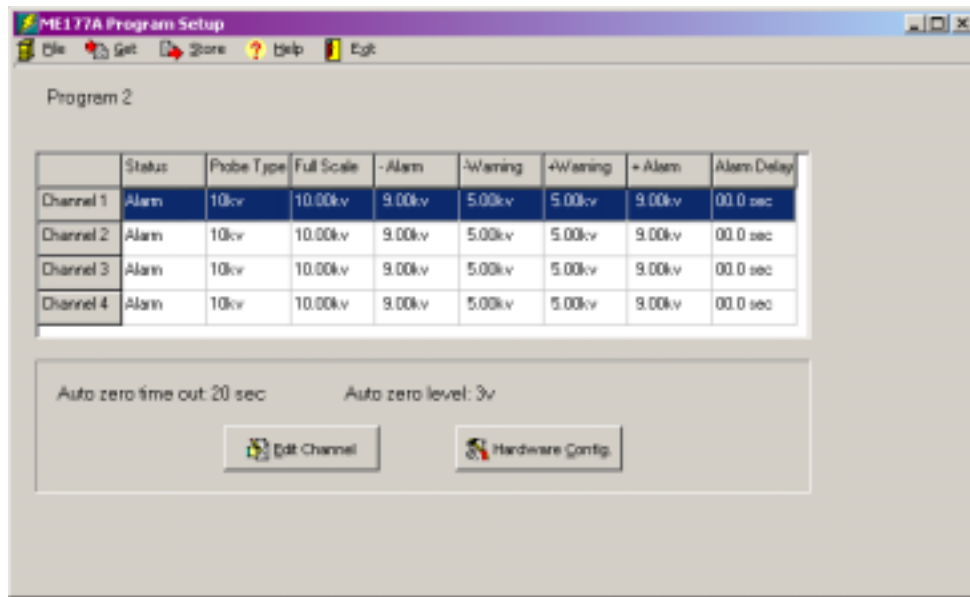 ME177A Program Setup
File Get Store Help Exit
Program 2
Status Probe Type Full Scale - Alarm -Warning +Warning + Alarm Alarm Delay
Channel 1 Alarm 10kv 10.00kv 9.00kv 5.00kv 5.00kv 9.00kv 00.0 sec
Channel 2 Alarm 10kv 10.00kv 9.00kv 5.00kv 5.00kv 9.00kv 00.0 sec
Channel 3 Alarm 10kv 10.00kv 9.00kv 5.00kv 5.00kv 9.00kv 00.0 sec
Channel 4 Alarm 10kv 10.00kv 9.00kv 5.00kv 5.00kv 9.00kv 00.0 sec
Auto zero time out: 20 sec Auto zero level: 3v
Edit Channel Hardware Config.